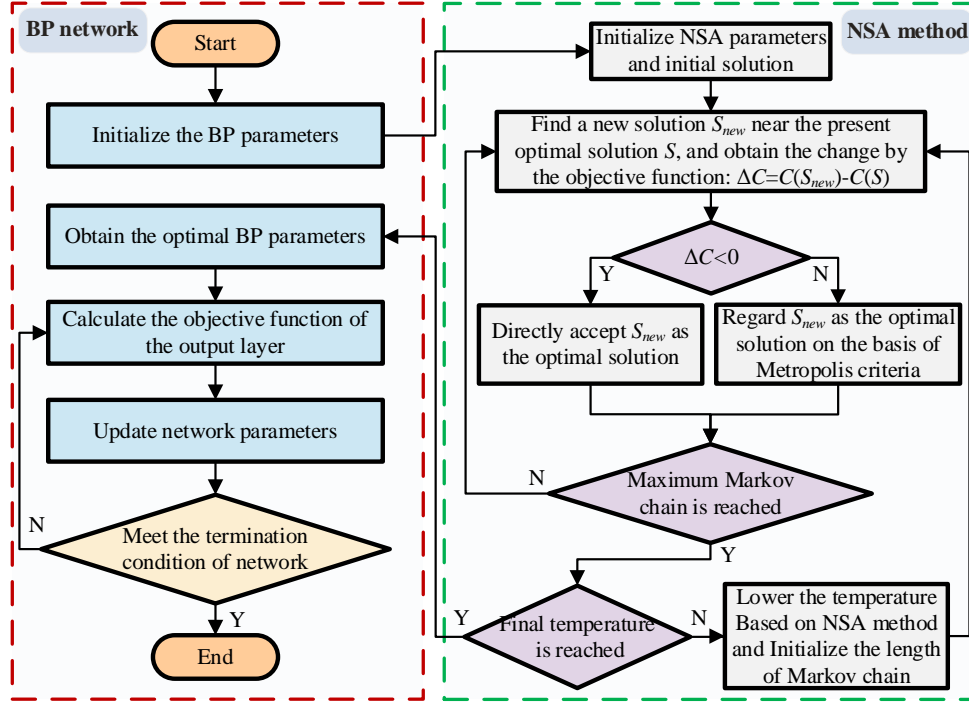 BP network
Start
Initialize the BP parameters
Obtain the optimal BP parameters
Calculate the objective function of
the output layer
Update network parameters
N
Meet the termination
condition of network
Y
End
NSA method
Initialize NSA parameters
and initial solution
Find a new solution Snew near the present
optimal solution S, and obtain the change by
the objective function: ΔC=C(Snew)-C(S)
ΔC<0
Y
N
Directly accept Snew as
the optimal solution
Regard Snew as the optimal
solution on the basis of
Metropolis criteria
N
Maximum Markov
chain is reached
Y
Y
Final temperature
is reached
N
Lower the temperature
Based on NSA method
and Initialize the length
of Markov chain